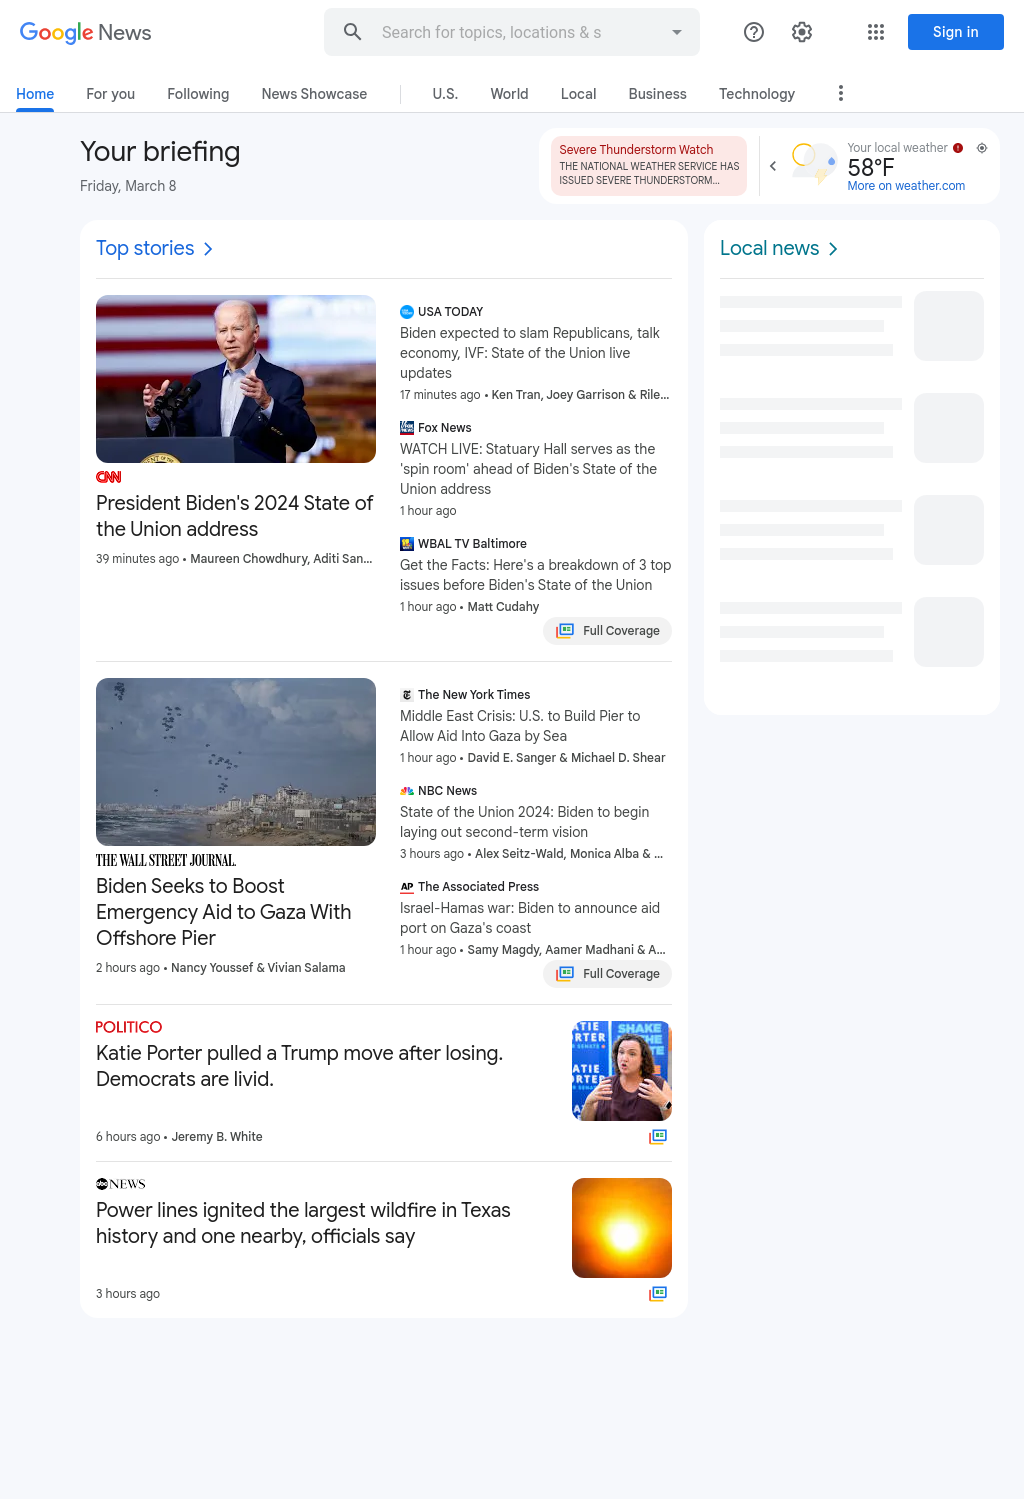 Google News
Search for topics, locations & s
Sign in
Home
For you
Following
News Showcase
U.S.
World
Local
Business
Technology
Your briefing
Friday, March 8
Severe Thunderstorm Watch
THE NATIONAL WEATHER SERVICE HAS
ISSUED SEVERE THUNDERSTORM...
Your local weather
58°F
More on weather.com
Top stories
CNN
President Biden's 2024 State of
the Union address
39 minutes ago • Maureen Chowdhury, Aditi San...
USA TODAY
Biden expected to slam Republicans, talk
economy, IVF: State of the Union live
updates
17 minutes ago • Ken Tran, Joey Garrison & Rile...
Fox News
WATCH LIVE: Statuary Hall serves as the
'spin room' ahead of Biden's State of the
Union address
1 hour ago
WBAL TV Baltimore
Get the Facts: Here's a breakdown of 3 top
issues before Biden's State of the Union
1 hour ago • Matt Cudahy
Full Coverage
THE WALL STREET JOURNAL.
Biden Seeks to Boost
Emergency Aid to Gaza With
Offshore Pier
2 hours ago • Nancy Youssef & Vivian Salama
The New York Times
Middle East Crisis: U.S. to Build Pier to
Allow Aid Into Gaza by Sea
1 hour ago • David E. Sanger & Michael D. Shear
NBC News
State of the Union 2024: Biden to begin
laying out second-term vision
3 hours ago • Alex Seitz-Wald, Monica Alba & ...
AP The Associated Press
Israel-Hamas war: Biden to announce aid
port on Gaza's coast
1 hour ago • Samy Magdy, Aamer Madhani & A...
Full Coverage
POLITICO
Katie Porter pulled a Trump move after losing.
Democrats are livid.
6 hours ago • Jeremy B. White
KATIE
PORTER
SHAKE
THE
abc NEWS
Power lines ignited the largest wildfire in Texas
history and one nearby, officials say
3 hours ago
Local news